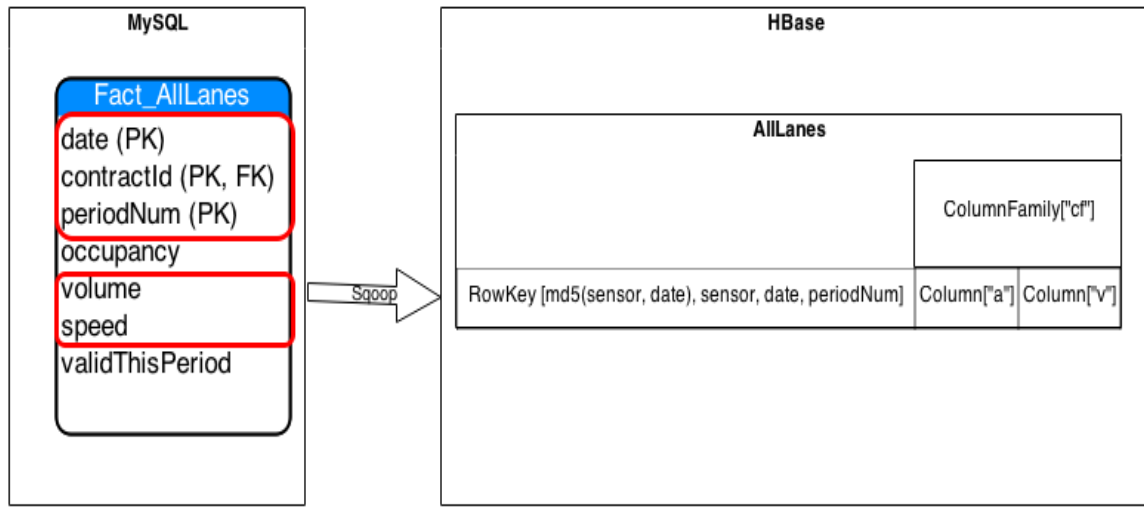 MySQL
Fact_AllLanes
date (PK)
contractId (PK, FK)
periodNum (PK)
occupancy
volume
speed
validThisPeriod
Sqoop
HBase
AllLanes
ColumnFamily["cf"]
RowKey [md5(sensor, date), sensor, date, periodNum]
Column["a"]
Column["v"]